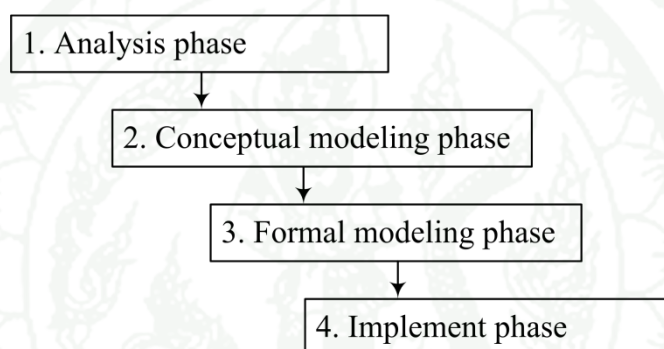 1. Analysis phase
2. Conceptual modeling phase
3. Formal modeling phase
4. Implement phase